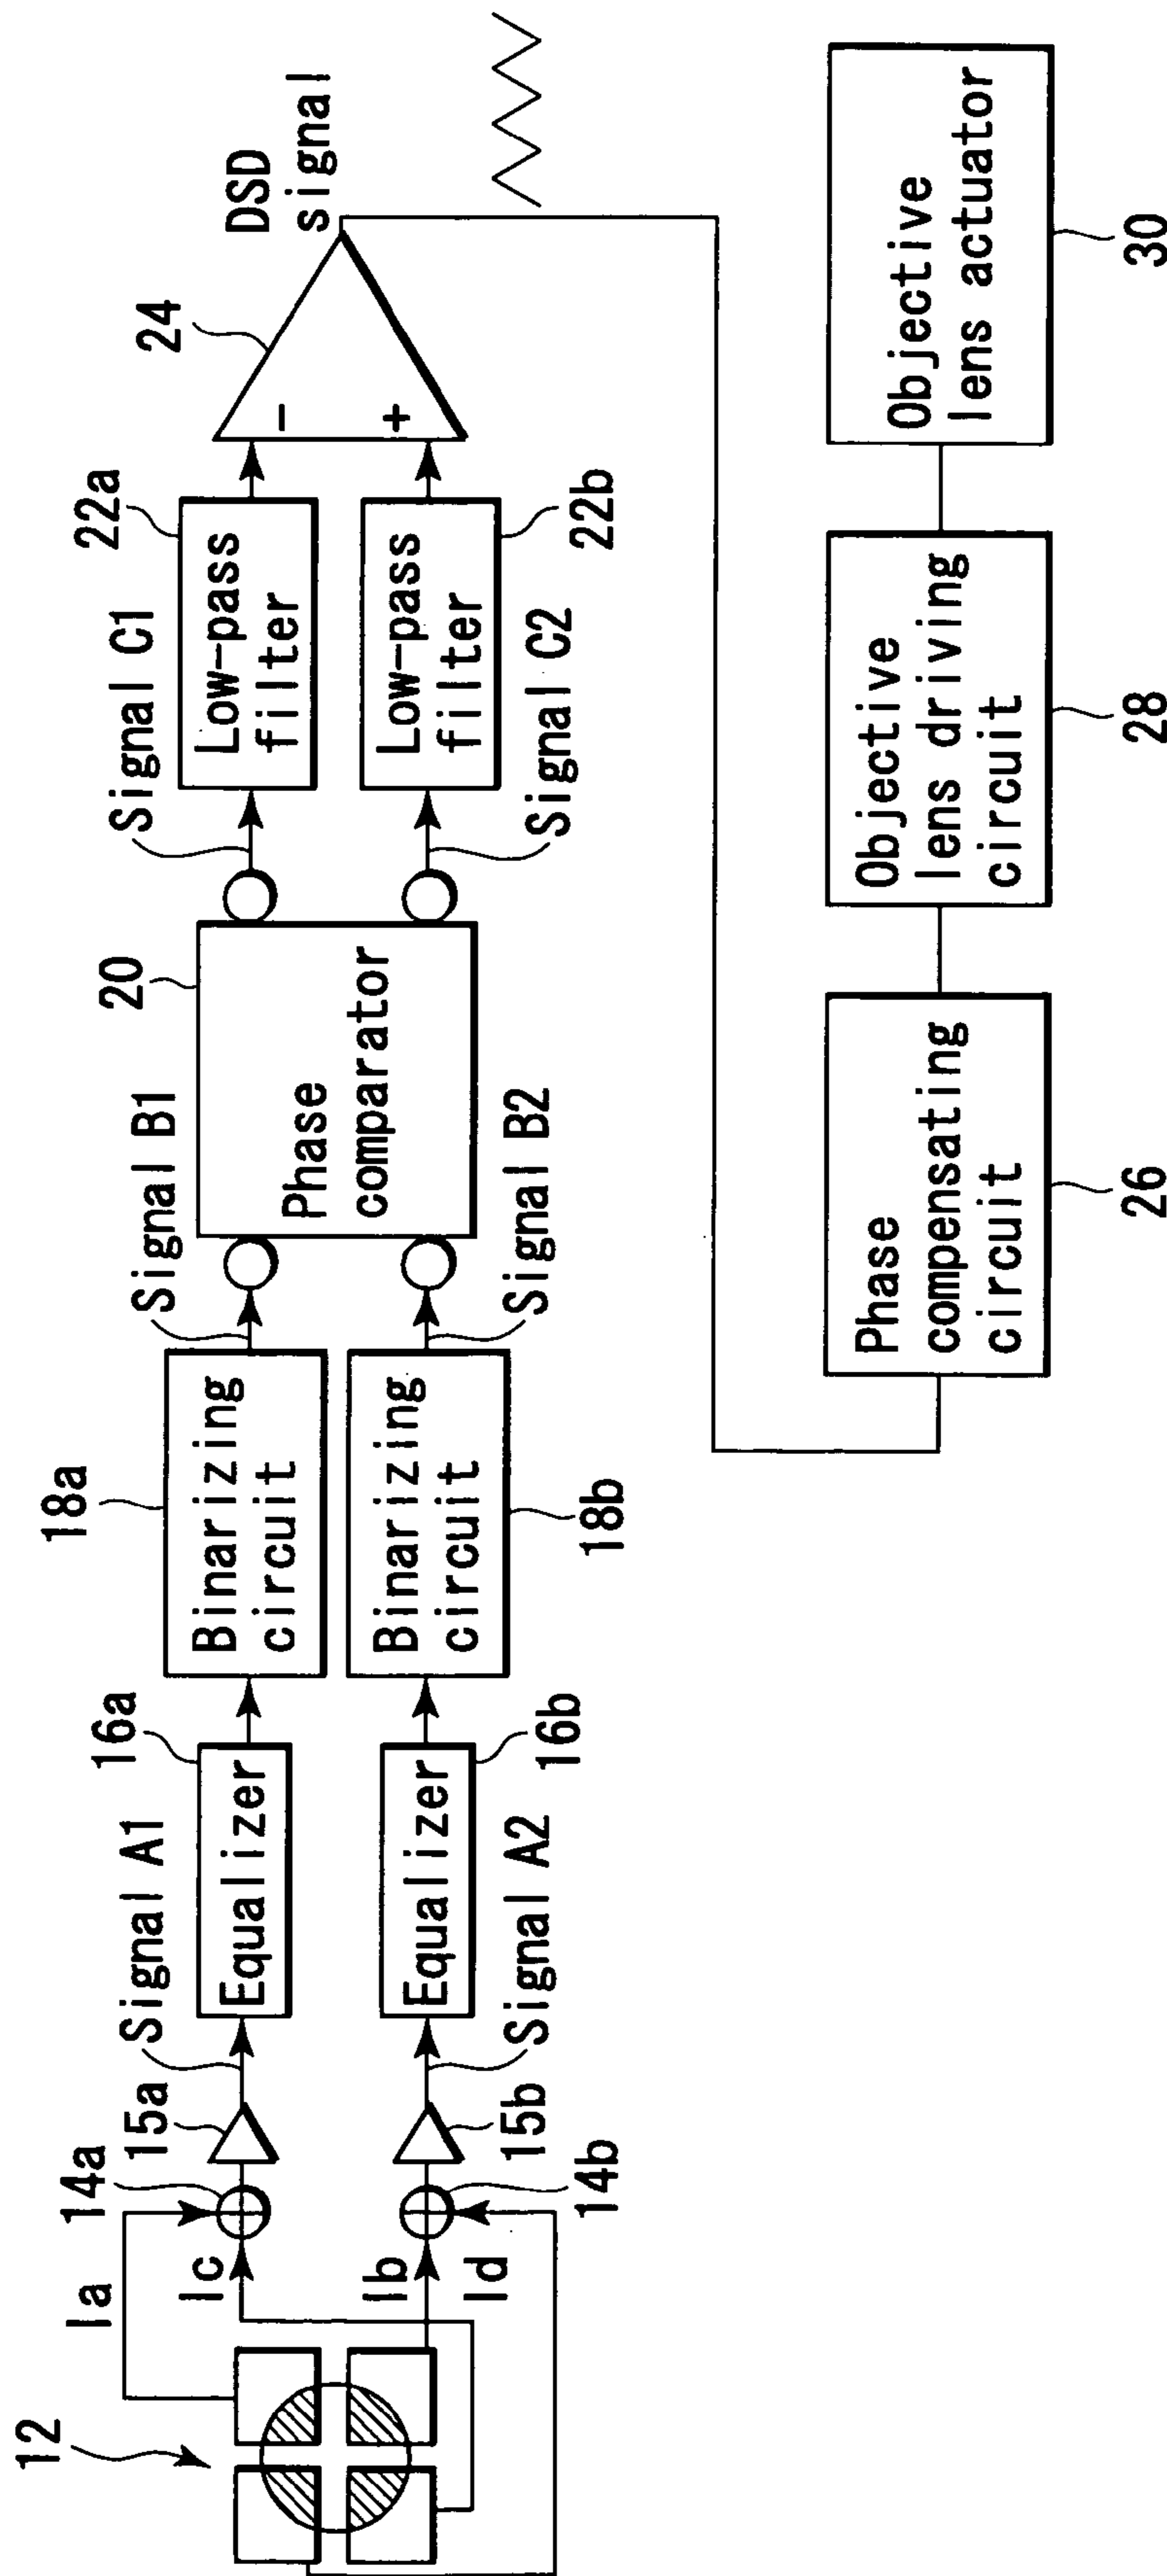 12
Ia
Ic
Ib
Id
14a
14b
15a
15b
Signal A1
Signal A2
16a
Equalizer
Equalizer
16b
18a
Binarizing
circuit
Binarizing
circuit
18b
Signal B1
Signal B2
20
Phase
comparator
Signal C1
Signal C2
22a
Low-pass
filter
Low-pass
filter
22b
24
-
+
DSD
signal
Phase
compensating
circuit
26
Objective
lens driving
circuit
28
Objective
lens actuator
30